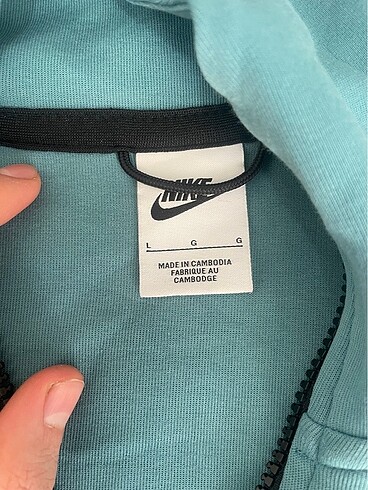 NIKE
L G G
MADE IN CAMBODIA
FABRIQUE AU
CAMBODGE